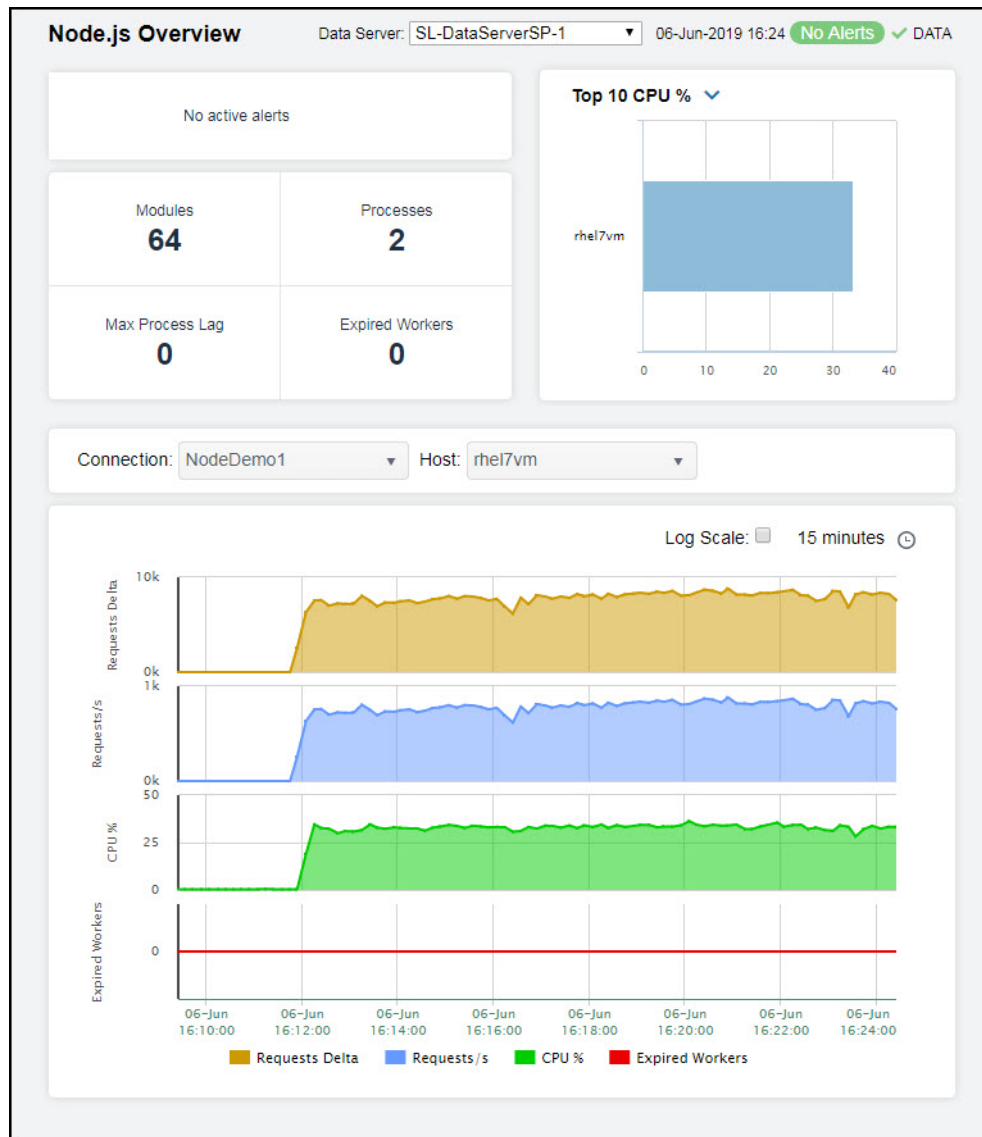 Node.js Overview
Data Server: SL-DataServerSP-1 06-Jun-2019 16:24 No Alerts DATA
No active alerts
Modules
64
Processes
2
Max Process Lag
0
Expired Workers
0
Top 10 CPU %
rhel7vm
0 10 20 30 40
Connection: NodeDemo1 Host: rhel7vm
Log Scale: 15 minutes
Requests Delta
10k
0k
Requests/s
1k
0k
CPU %
50
25
0
Expired Workers
0
06-Jun 06-Jun 06-Jun 06-Jun 06-Jun 06-Jun 06-Jun 06-Jun
16:10:00 16:12:00 16:14:00 16:16:00 16:18:00 16:20:00 16:22:00 16:24:00
Requests Delta Requests/s CPU % Expired Workers